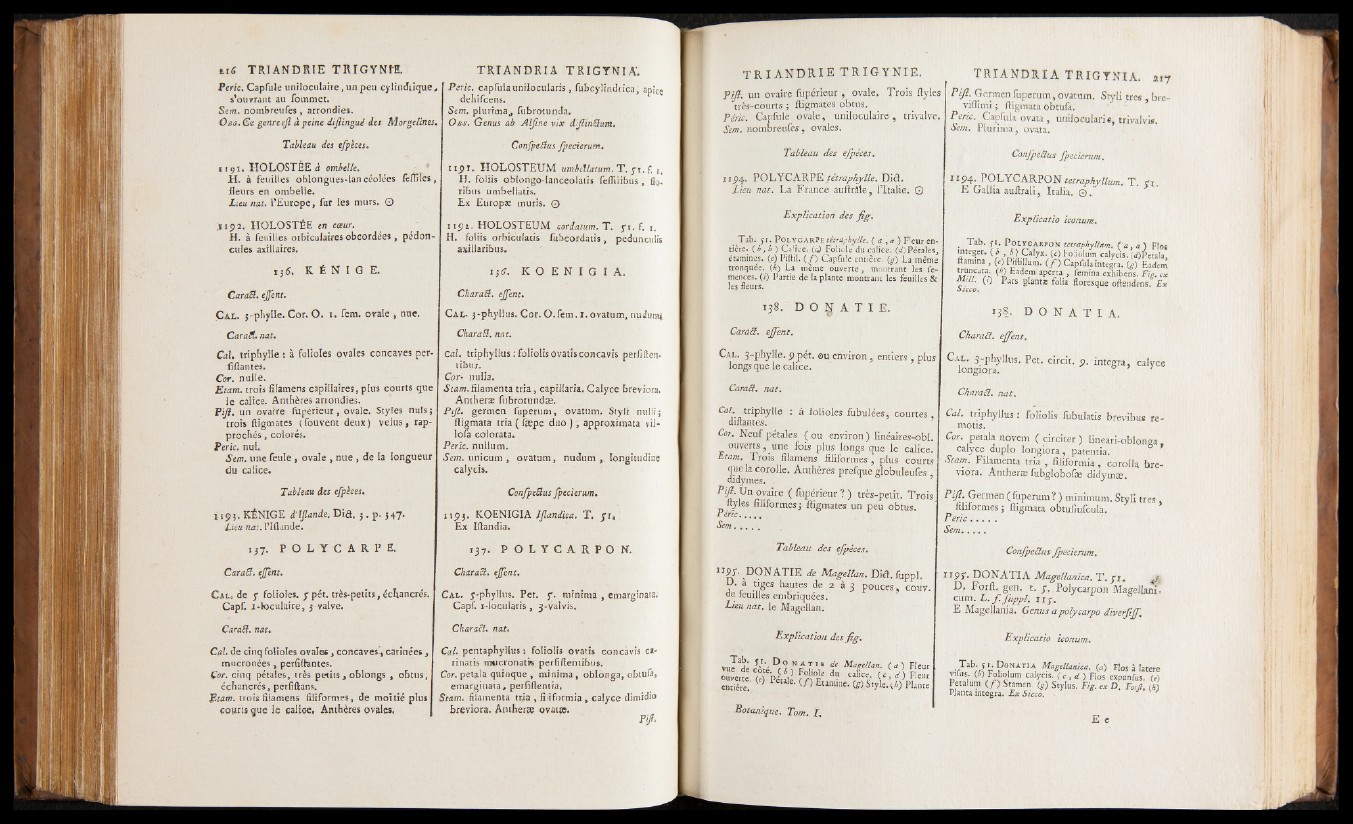 216 TRIANDRIE TRIGYNIE.
Peric. Capſule uniloculaire, un peu cylindrique,
s'ouvrant au ſommet.
Sem. nombreuſes, arrondies.
Obs. Ce genre eſt à peine diſtingué des Morgelines.
Tableau des eſpèces.
1191. HOLOSTÉE à ombelle.
H. à feuilles oblongues-lancéolées ſeſſiles,
fleurs en ombelle.
Lieu nat. l'Europe, ſur les murs. ☉
1192. HOLOSTÉE en cœur.
H. à feuilles orbiculaires obcordées, pédon-
cules axillaires.
136. KÉNIGE.
Caract. eſſent.
CAL. 3-phylle. Cor. O. 1. ſem. ovale, nue.
Caract. nat.
Cal. triphylle : à folioles ovales concaves per-
ſiſtantes.
Cor. nulle.
Etam. trois filamens capillaires, plus courts que
le calice. Anthères arrondies.
Piſt. un ovaire ſupérieur, ovale. Styles nuls;
trois ſtigmates (ſouvent deux) velus, rap-
prochés, colorés.
Peric. nul.
Sem. une ſeule, ovale, nue, de la longueur
du calice.
Tableau des eſpèces.
1193. KÉNIGE d'Iſlande. Dict. 3. p. 347.
Lieu nat. l'Iſlande.
137. POLYCARPE.
Caract. eſſent.
CAL. de 5 folioles. 5 pét. très-petits, échancrés.
Capſ. 1-loculaire, 3 valve.
Caract. nat.
Cal. de cinq folioles ovales, concaves, carinées,
mucronées, perſiſtantes.
Cor. cinq pétales, très petits, oblongs, obtus,
échancrés, perſiſtans.
Etam. trois filamens filiformes, de moitié plus
courts que le calice, Anthères ovales.
TRIANDRIA TRIGYNIA.
Peric. capſula unilocularis, ſubcylindrica, apice
dehiſcens.
Sem. plurima, ſubrotunda.
Obs. Genus ab Alſine vix diſtinctum.
Conſpectus ſpecierum.
1191. HOLOSTEUM umbellatum. T. 51. f. 1.
H. foliis oblongo-lanceolatis ſeſſilibus, flo-
ribus umbellatis.
Ex Europæ muris. ☉
1192. HOLOSTEUM cordatum. T. 51. f. 1.
H. foliis orbiculatis ſubcordatis, pedunculis
axillaribus.
136. KOENIGIA.
Charact. eſſent.
CAL. 3-phyllus. Cor. O. ſem. 1. ovatum, nudum.
Charact. nat.
Cal. triphyllus : foliolis ovatis concavis perſiſten-
tibus.
Cor. nulla.
Stam. filamenta tria, capillaria. Calyce breviora.
Antheræ ſubrotundæ.
Piſt. germen ſuperum, ovatum. Styli nulli;
ſtigmata tria (ſæpe duo), approximata vil-
loſa colorata.
Peric. nullum.
Sem. unicum, ovatum, nudum, longitudine
calycis.
Conſpectus ſpecierum.
1193. KOENIGIA Iſlandica. T. 51.
Ex Iſlandia.
137. POLYCARPON.
Charact. eſſent.
CAL. 5-phyllus. Pet. 5. minima, emarginata.
Capſ. 1-locularis, 3-valvis.
Charact. nat.
Cal. pentaphyllus : foliolis ovatis concavis ca-
rinatis mucronatis perſiſtentibus.
Cor. petala quinque, minima, oblonga, obtuſa,
emarginata, perſiſtentia,
Stam. filamenta tria, filiformia, calyce dimidio
breviora. Antheræ ovatæ.
Piſt.
TRIANDRIE TRIGYNIE.
Piſt. un ovaire ſupérieur, ovale. Trois ſtyles
très-courts; ſtigmates obtus.
Péric. Capſule ovale, uniloculaire, trivalve.
Sem. nombreuſes, ovales.
Tableau des eſpéces.
1194. POLYCARPE tétraphylle. Dict.
Lieu nat. La France auſtrale, l'Italie. ☉
Explication des fig.
Tab. 51. POLYCARPE tétraphylle. (a, a) Fleur en-
tière. (b, b) Calice. (c) Foliole du calice. (d) Pétales,
étamines. (e) Piſtil. (f) Capſule entière. (g) La même
tronquée. (h) La même ouverte, montrant les ſe-
mences. (i) Partie de la plante montrant les feuilles &
les fleurs.
138. DONATIE.
Caract. eſſent.
CAL. 3-phylle. 9 pét. ou environ, entiers, plus
longs que le calice.
Caract. nat.
Cal. triphylle : à folioles ſubulées, courtes,
diſtantes.
Cor. Neuf pétales (ou environ) linéaires-obl.
ouverts, une fois plus longs que le calice.
Etam. Trois filamens filiformes, plus courts
que la corolle. Anthères preſque globuleuſes,
didymes.
Piſt. Un ovaire (ſupérieur ?) très-petit. Trois
ſtyles filiformes; ſtigmates un peu obtus.
Péric.....
Sem.....
Tableau des eſpèces.
1195. DONATIE de Magellan. Dict. ſuppl.
D. à tiges hautes de 2 à 3 pouces, couv.
de feuilles embriquées.
Lieu nat. le Magellan.
Explication des fig.
Tab. 51. DONATIE de Magellan. (a) Fleur
vue de côté. (b) Foliole du calice. (c, d) Fleur
ouverte. (e) Pétale. (f) Etamine. (g) Style. (h) Plante
entière.
Botanique. Tom. I.
TRIANDRIA TRIGYNIA. 217
Piſt. Germen ſuperum, ovatum. Styli tres, bre-
viſſimi; ſtigmata obtuſa.
Peric. Capſula ovata, unilocularis, trivalvis.
Sem. Plurima, ovata.
Conſpectus ſpecierum.
1194. POLYCARPON tetraphyllum. T. 51.
E Gallia auſtrali, Italia. ☉.
Explicatio iconum.
Tab. 51. POLYCARPON tetraphyllum. (a, a) Flos
integer. (b, b) Calyx. (c) Foliolum calycis. (d) Petala,
ſtamina, (e) Piſtillum. (f) Capſula integra. (g) Eadem
truncata. (h) Eadem aperta, ſemina exhibens. Fig. ex
Mill. (i) Pars plantæ folia floresque oſtendens. Ex
Sicco.
138. DONATIA.
Charact. eſſent.
CAL. 3-phyllus. Pet. circit. 9. integra, calyce
longiora.
Charact. nat.
Cal. triphyllus : foliolis ſubulatis brevibus re-
motis.
Cor. petala novem (circiter) lineari-oblonga,
calyce duplo longiora, patentia.
Stam. Filamenta tria, filiformia, corolla bre-
viora. Antheræ ſubgloboſæ didymæ.
Piſt. Germen (ſuperum?) minimum. Styli tres,
filiformes; ſtigmata obtuſiuſcula.
Peric.....
Sem.....
Conſpectus ſpecierum.
1195. DONATIA Magellanica. T. 51.
D. Forſt. gen. t. 5. Polycarpon Magellani-
cum. L. f. ſuppl. 115.
E Magellania. Genus a polycarpo diverſiſſ.
Explicatio iconum.
Tab. 51. DONATIA Magellanica. (a) Flos à latere
viſus. (b) Foliolum calycis. (c, d) Flos expanſus. (e)
Petalum (f) Stamen. (g) Stylus. Fig. ex D. Forſt. (h)
Planta integra. Ex Sicco.
E e